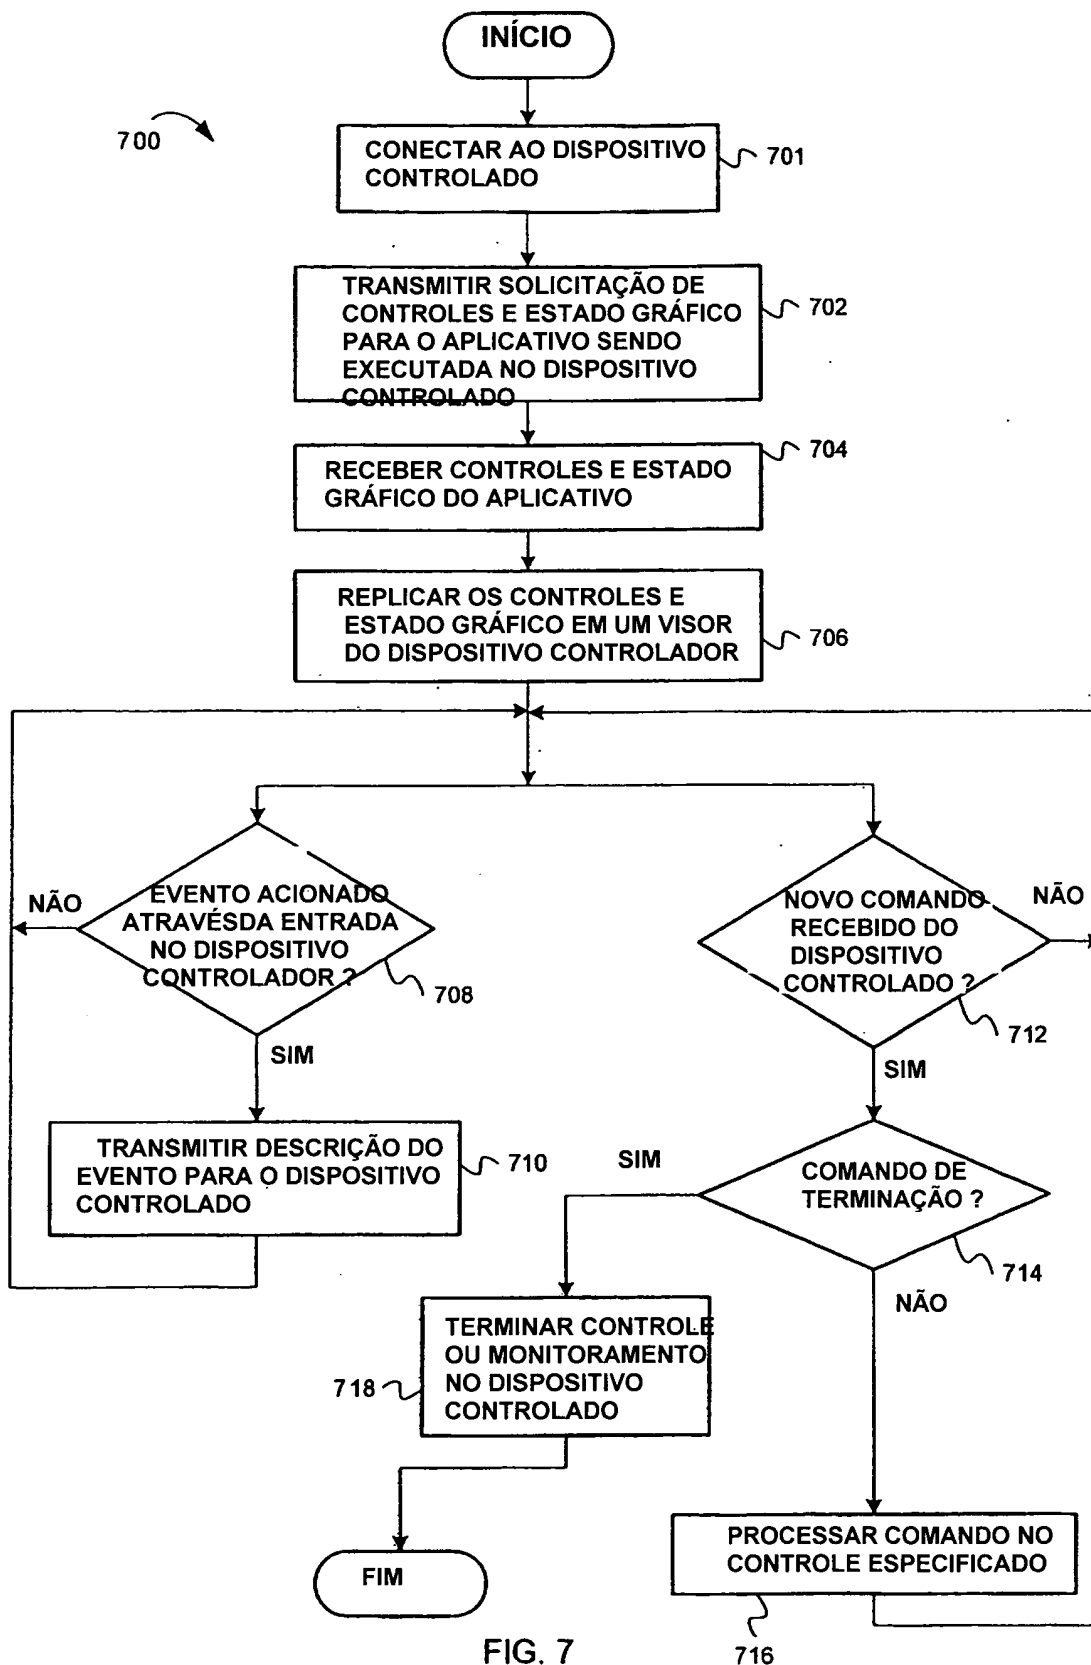 INÍCIO
700
CONECTAR AO DISPOSITIVO
CONTROLADO
701
TRANSMITIR SOLICITAÇÃO DE
CONTROLES E ESTADO GRÁFICO
PARA O APLICATIVO SENDO
EXECUTADA NO DISPOSITIVO
CONTROLADO
702
RECEBER CONTROLES E ESTADO
GRÁFICO DO APLICATIVO
704
REPLICAR OS CONTROLES E
ESTADO GRÁFICO EM UM VISOR
DO DISPOSITIVO CONTROLADOR
706
NÃO
EVENTO ACIONADO
ATRAVÉSDA ENTRADA
NO DISPOSITIVO
CONTROLADOR ?
708
SIM
NOVO COMANDO
RECEBIDO DO
DISPOSITIVO
CONTROLADO ?
NÃO
712
SIM
TRANSMITIR DESCRIÇÃO DO
EVENTO PARA O DISPOSITIVO
CONTROLADO
710
SIM
COMANDO DE
TERMINAÇÃO ?
714
NÃO
TERMINAR CONTROLE
OU MONITORAMENTO
NO DISPOSITIVO
CONTROLADO
718
PROCESSAR COMANDO NO
CONTROLE ESPECIFICADO
716
FIM
FIG. 7